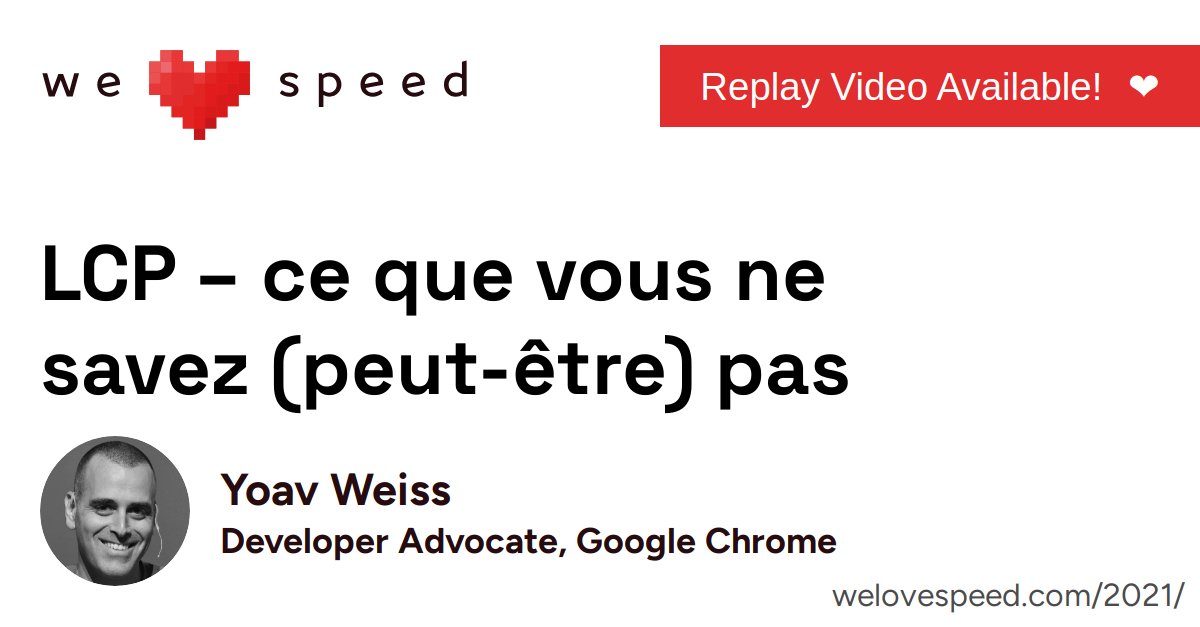 we ❤ speed
Replay Video Available! ❤
LCP – ce que vous ne
savez (peut-être) pas
Yoav Weiss
Developer Advocate, Google Chrome
welovespeed.com/2021/